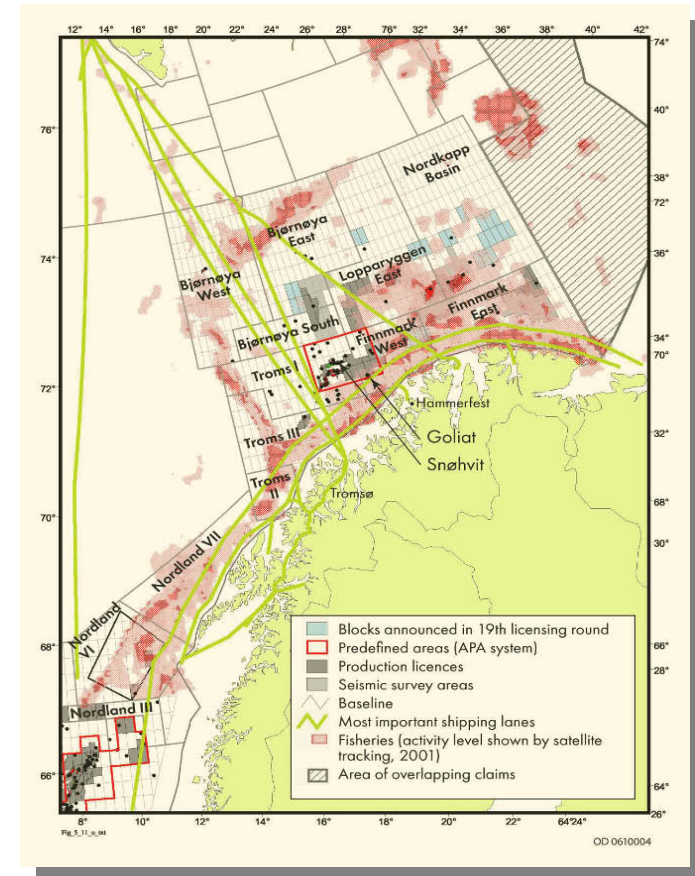 12° 14° 16° 18° 20° 22° 24° 26° 28° 76° 30° 38° 40° 42°
74°
76°
40°
Nordkapp
Basin
38°
72°
Bjørnøya
East
74°
36°
Lopparyggen
East
Bjørnøya
West
Finnmark
East
Bjørnøya South
Finnmark
West
34°
70°
Troms I
72°
Hammerfest
Goliat
Troms III
32°
Snøhvit
Troms
II
Tromsø
68°
70°
30°
Nordland VII
Nordland
VI
68°
66°
28°
Nordland III
Blocks announced in 19th licensing round
Predefined areas (APA system)
Production licences
Seismic survey areas
Baseline
Most important shipping lanes
Fisheries (activity level shown by satellite
tracking, 2001)
Area of overlapping claims
66°
64°
26°
8° 10° 12° 14° 16° 18° 20° 22° 64°24°
Fig_5_11_u_txt
OD 0610004